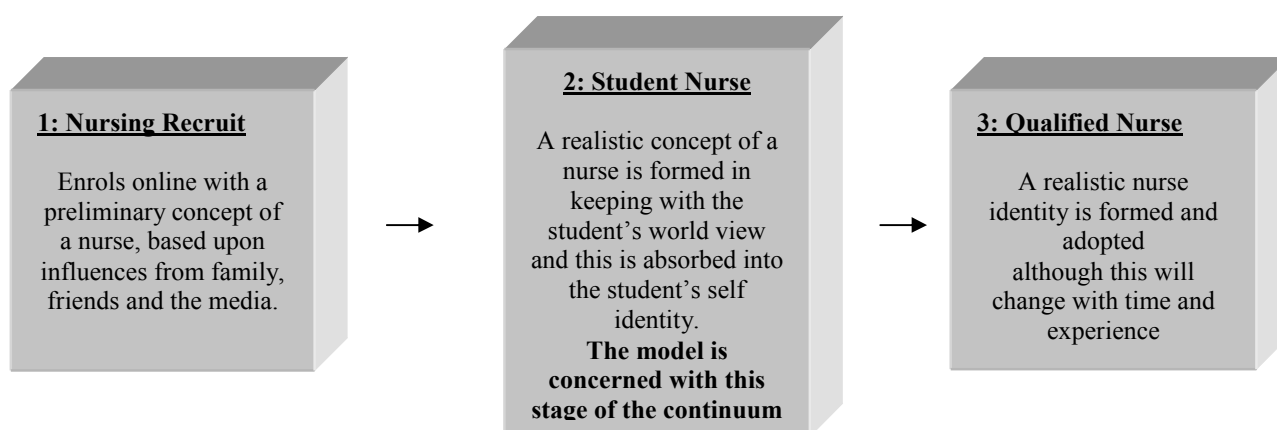 1: Nursing Recruit
Enrols online with a
preliminary concept of
a nurse, based upon
influences from family,
friends and the media.
2: Student Nurse
A realistic concept of a
nurse is formed in
keeping with the
student’s world view
and this is absorbed into
the student’s self
identity.
The model is
concerned with this
stage of the continuum
3: Qualified Nurse
A realistic nurse
identity is formed and
adopted
although this will
change with time and
experience